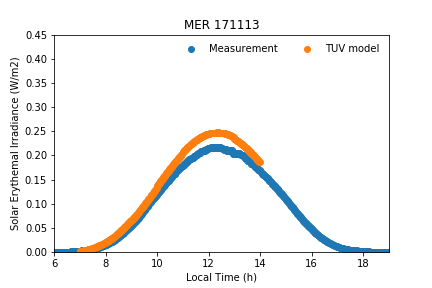 MER 171113
Measurement TUV model
Solar Erythemal Irradiance (W/m2)
0.45
0.40
0.35
0.30
0.25
0.20
0.15
0.10
0.05
0.00
6 8 10 12 14 16 18
Local Time (h)